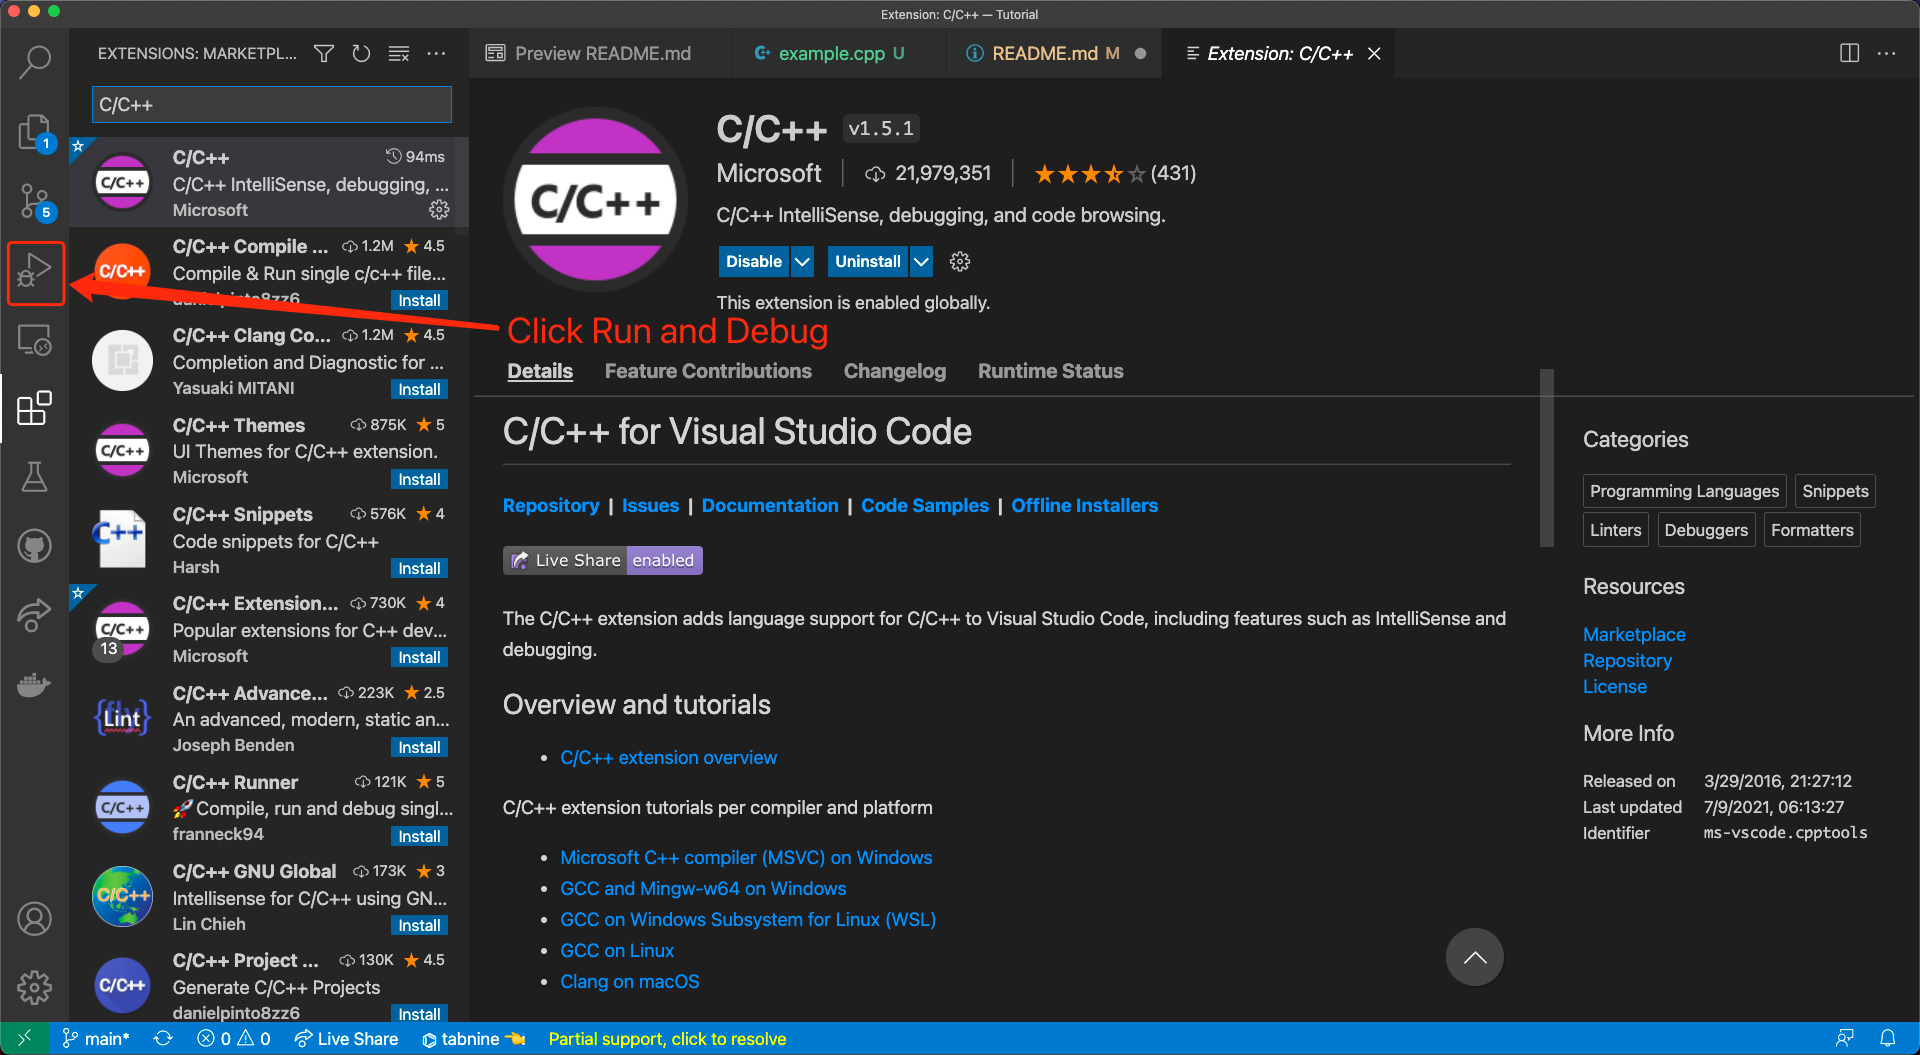 Extension: C/C++ — Tutorial
EXTENSIONS: MARKETPL...
Preview README.md
example.cpp U
README.md M
Extension: C/C++
C/C++
1
5
C/C++
C/C++ 94ms
C/C++ IntelliSense, debugging, ...
Microsoft
C/C++
C/C++ Compile ... 1.2M 4.5
Compile & Run single c/c++ file...
danielpinto8zz6 Install
C/C++ Clang Co... 1.2M 4.5
Completion and Diagnostic for ...
Yasuaki MITANI Install
C/C++
C/C++ Themes 875K 5
UI Themes for C/C++ extension.
Microsoft Install
C++
C/C++ Snippets 576K 4
Code snippets for C/C++
Harsh Install
C/C++
13
C/C++ Extension... 730K 4
Popular extensions for C++ dev...
Microsoft Install
{fly}
Lint
C/C++ Advance... 223K 2.5
An advanced, modern, static an...
Joseph Benden Install
C/C++
C/C++ Runner 121K 5
🚀Compile, run and debug singl...
franneck94 Install
C/C++
C/C++ GNU Global 173K 3
Intellisense for C/C++ using GN...
Lin Chieh Install
C/C++
C/C++ Project ... 130K 4.5
Generate C/C++ Projects
danielpinto8zz6 Install
C/C++
C/C++ v1.5.1
Microsoft 21,979,351 (431)
C/C++ IntelliSense, debugging, and code browsing.
Disable Uninstall
This extension is enabled globally.
Click Run and Debug
Details Feature Contributions Changelog Runtime Status
C/C++ for Visual Studio Code
Repository | Issues | Documentation | Code Samples | Offline Installers
Live Share enabled
The C/C++ extension adds language support for C/C++ to Visual Studio Code, including features such as IntelliSense and
debugging.
Overview and tutorials
• C/C++ extension overview
C/C++ extension tutorials per compiler and platform
• Microsoft C++ compiler (MSVC) on Windows
• GCC and Mingw-w64 on Windows
• GCC on Windows Subsystem for Linux (WSL)
• GCC on Linux
• Clang on macOS
Categories
Programming Languages Snippets
Linters Debuggers Formatters
Resources
Marketplace
Repository
License
More Info
Released on 3/29/2016, 21:27:12
Last updated 7/9/2021, 06:13:27
Identifier ms-vscode.cpptools
main* 0 0 Live Share tabnine 👈 Partial support, click to resolve